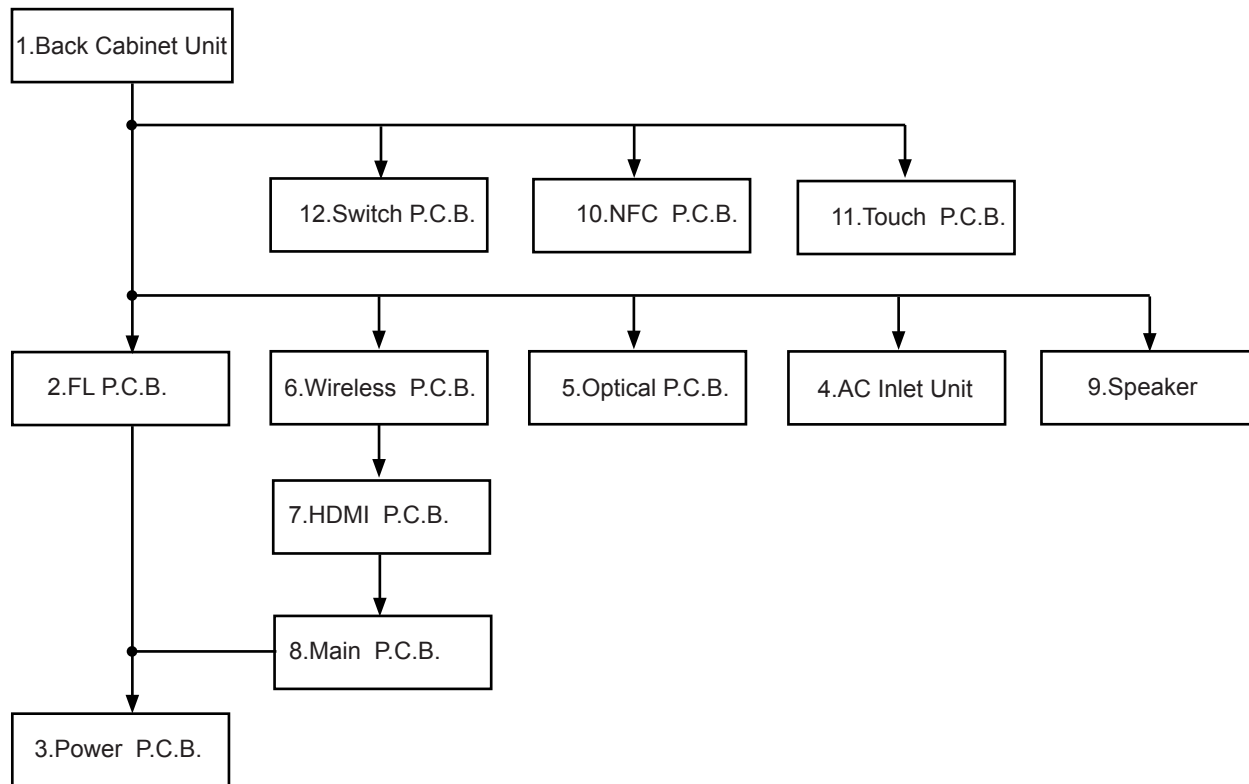 1.Back Cabinet Unit
12.Switch P.C.B.
10.NFC P.C.B.
11.Touch P.C.B.
2.FL P.C.B.
6.Wireless P.C.B.
5.Optical P.C.B.
4.AC Inlet Unit
9.Speaker
7.HDMI P.C.B.
8.Main P.C.B.
3.Power P.C.B.